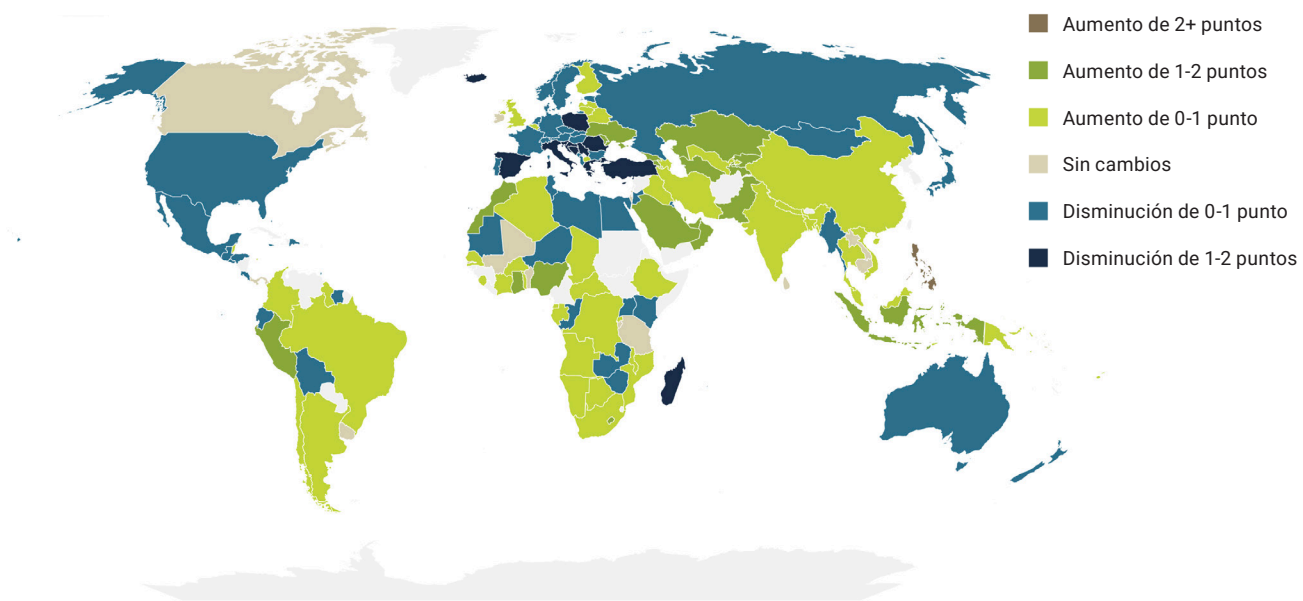 Aumento de 2+ puntos
Aumento de 1-2 puntos
Aumento de 0-1 punto
Sin cambios
Disminución de 0-1 punto
Disminución de 1-2 puntos